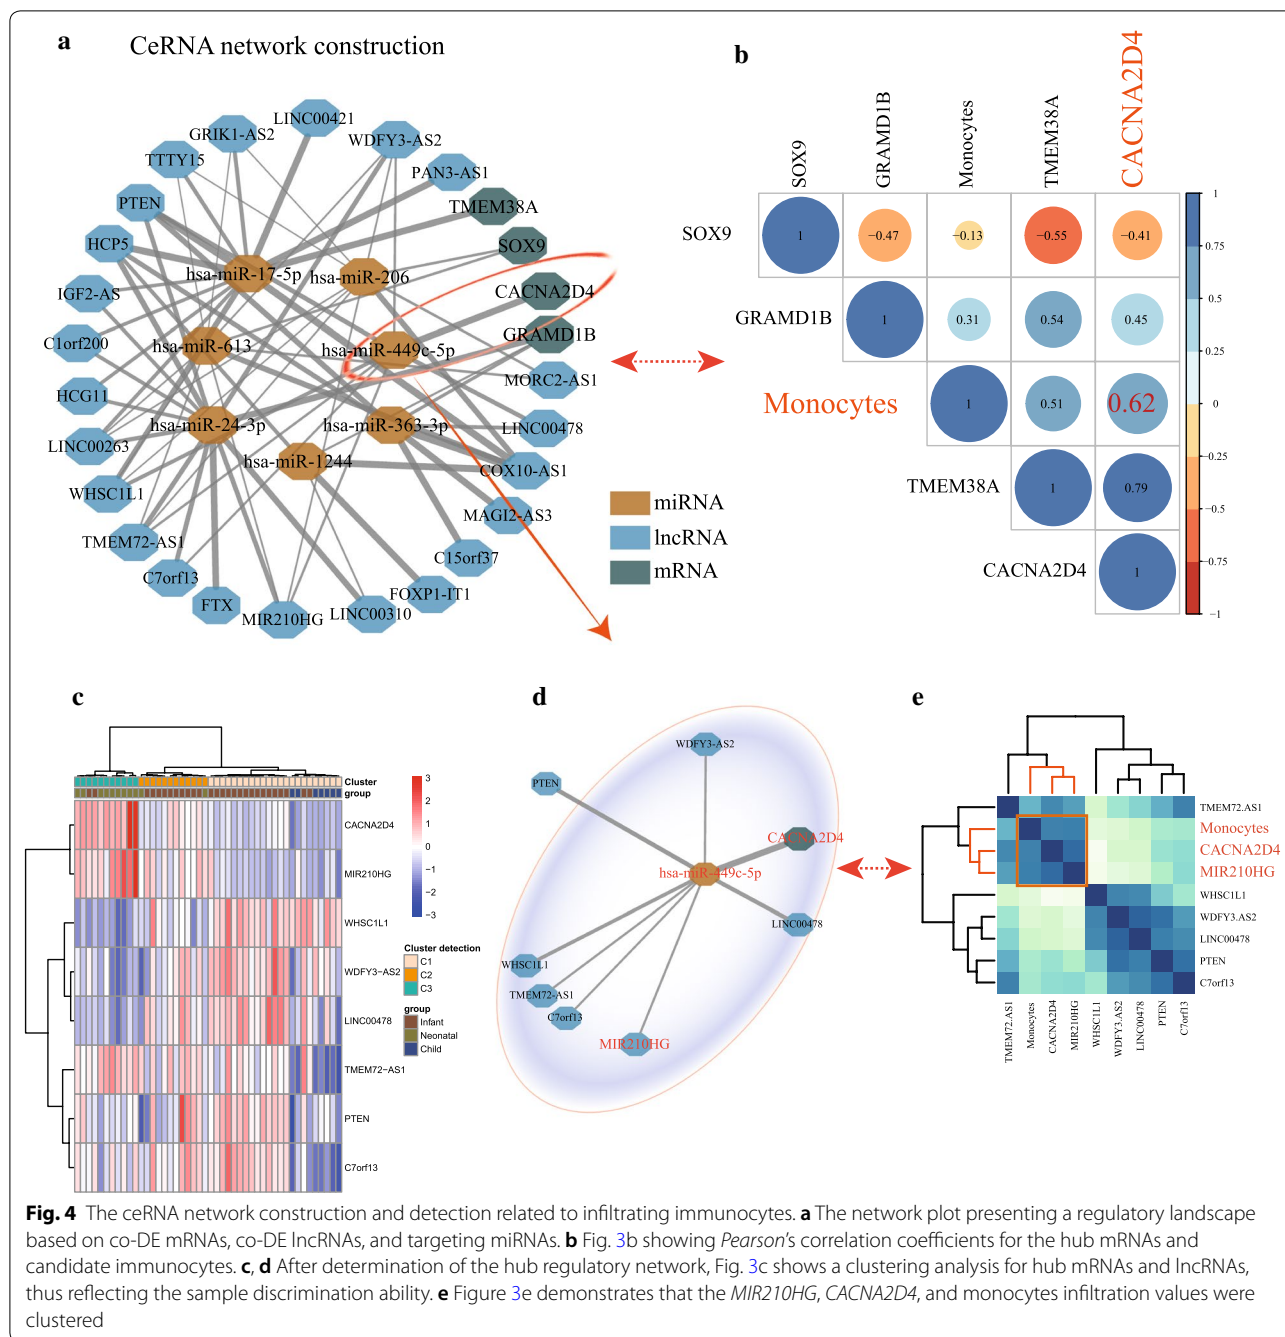 a
CeRNA network construction
LINC00421
GRIK1-AS2
WDFY3-AS2
TTTY15
PAN3-AS1
PTEN
TMEM38A
HCP5
SOX9
hsa-miR-17-5p
hsa-miR-206
IGF2-AS
CACNA2D4
C1orf200
hsa-miR-613
hsa-miR-449c-5p
GRAMD1B
HCG11
MORC2-AS1
hsa-miR-24-3p
hsa-miR-363-3p
LINC00478
LINC00263
hsa-miR-1244
COX10-AS1
WHSC1L1
MAGI2-AS3
TMEM72-AS1
C15orf37
C7orf13
FOXP1-IT1
FTX
MIR210HG
LINC00310
miRNA
lncRNA
mRNA
b
SOX9
GRAMD1B
Monocytes
TMEM38A
CACNA2D4
SOX9
1
−0.47
−0.13
−0.55
−0.41
GRAMD1B
1
0.31
0.54
0.45
Monocytes
1
0.51
0.62
TMEM38A
1
0.79
CACNA2D4
1
1
0.75
0.5
0.25
0
−0.25
−0.5
−0.75
−1
c
Cluster
group
CACNA2D4
MIR210HG
WHSC1L1
WDFY3−AS2
LINC00478
TMEM72−AS1
PTEN
C7orf13
3
2
1
0
−1
−2
−3
Cluster detection
C1
C2
C3
group
Infant
Neonatal
Child
d
WDFY3-AS2
PTEN
CACNA2D4
hsa-miR-449c-5p
LINC00478
WHSC1L1
TMEM72-AS1
C7orf13
MIR210HG
e
TMEM72.AS1
Monocytes
CACNA2D4
MIR210HG
WHSC1L1
WDFY3.AS2
LINC00478
PTEN
C7orf13
TMEM72.AS1
Monocytes
CACNA2D4
MIR210HG
WHSC1L1
WDFY3.AS2
LINC00478
PTEN
C7orf13
Fig. 4 The ceRNA network construction and detection related to infiltrating immunocytes. a The network plot presenting a regulatory landscape
based on co-DE mRNAs, co-DE lncRNAs, and targeting miRNAs. b Fig. 3b showing Pearson's correlation coefficients for the hub mRNAs and
candidate immunocytes. c, d After determination of the hub regulatory network, Fig. 3c shows a clustering analysis for hub mRNAs and lncRNAs,
thus reflecting the sample discrimination ability. e Figure 3e demonstrates that the MIR210HG, CACNA2D4, and monocytes infiltration values were
clustered